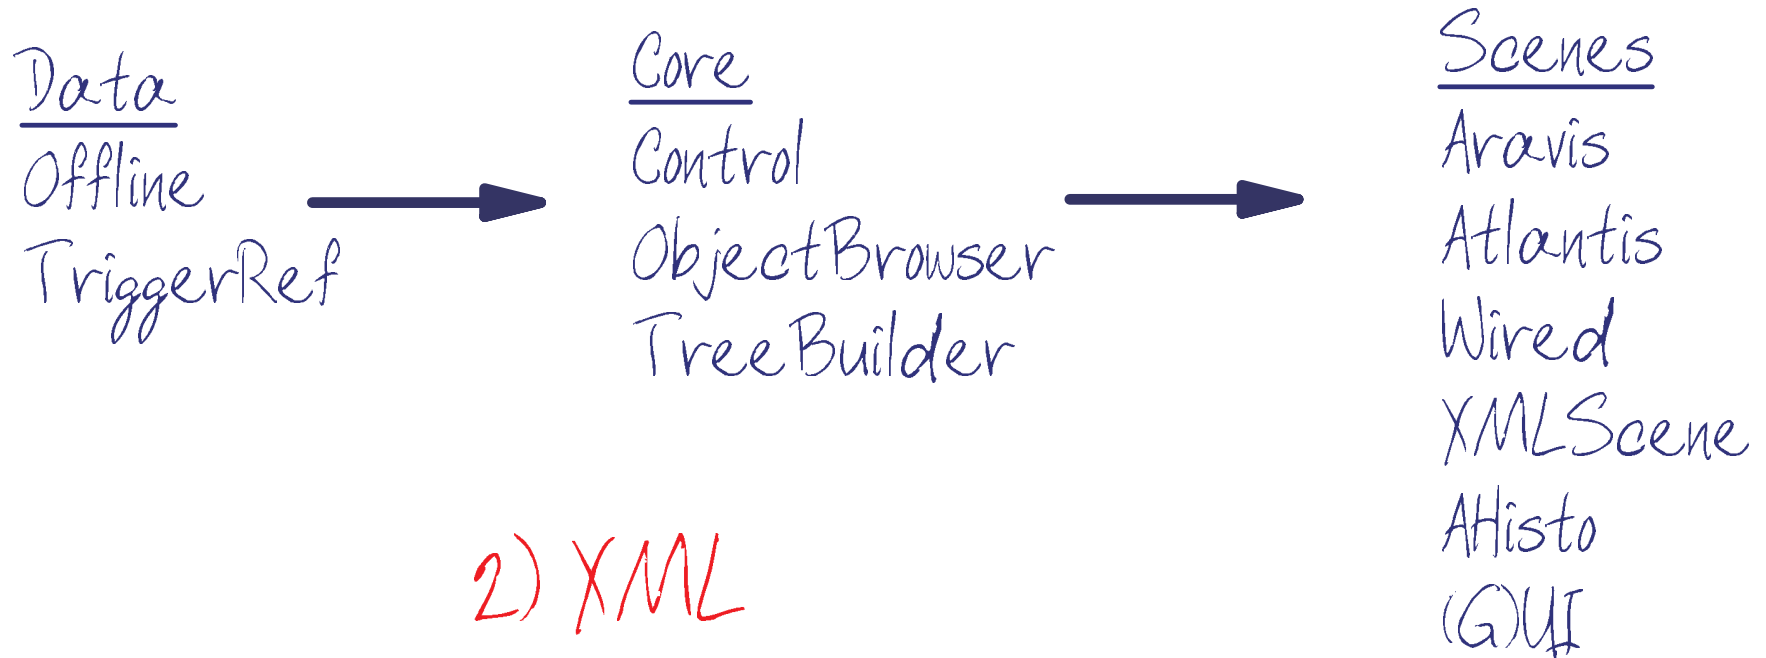 Data
Offline
TriggerRef
Core
Control
ObjectBrowser
TreeBuilder
Scenes
Aravis
Atlantis
Wired
XMLScene
AHisto
(G)UI
2) XML